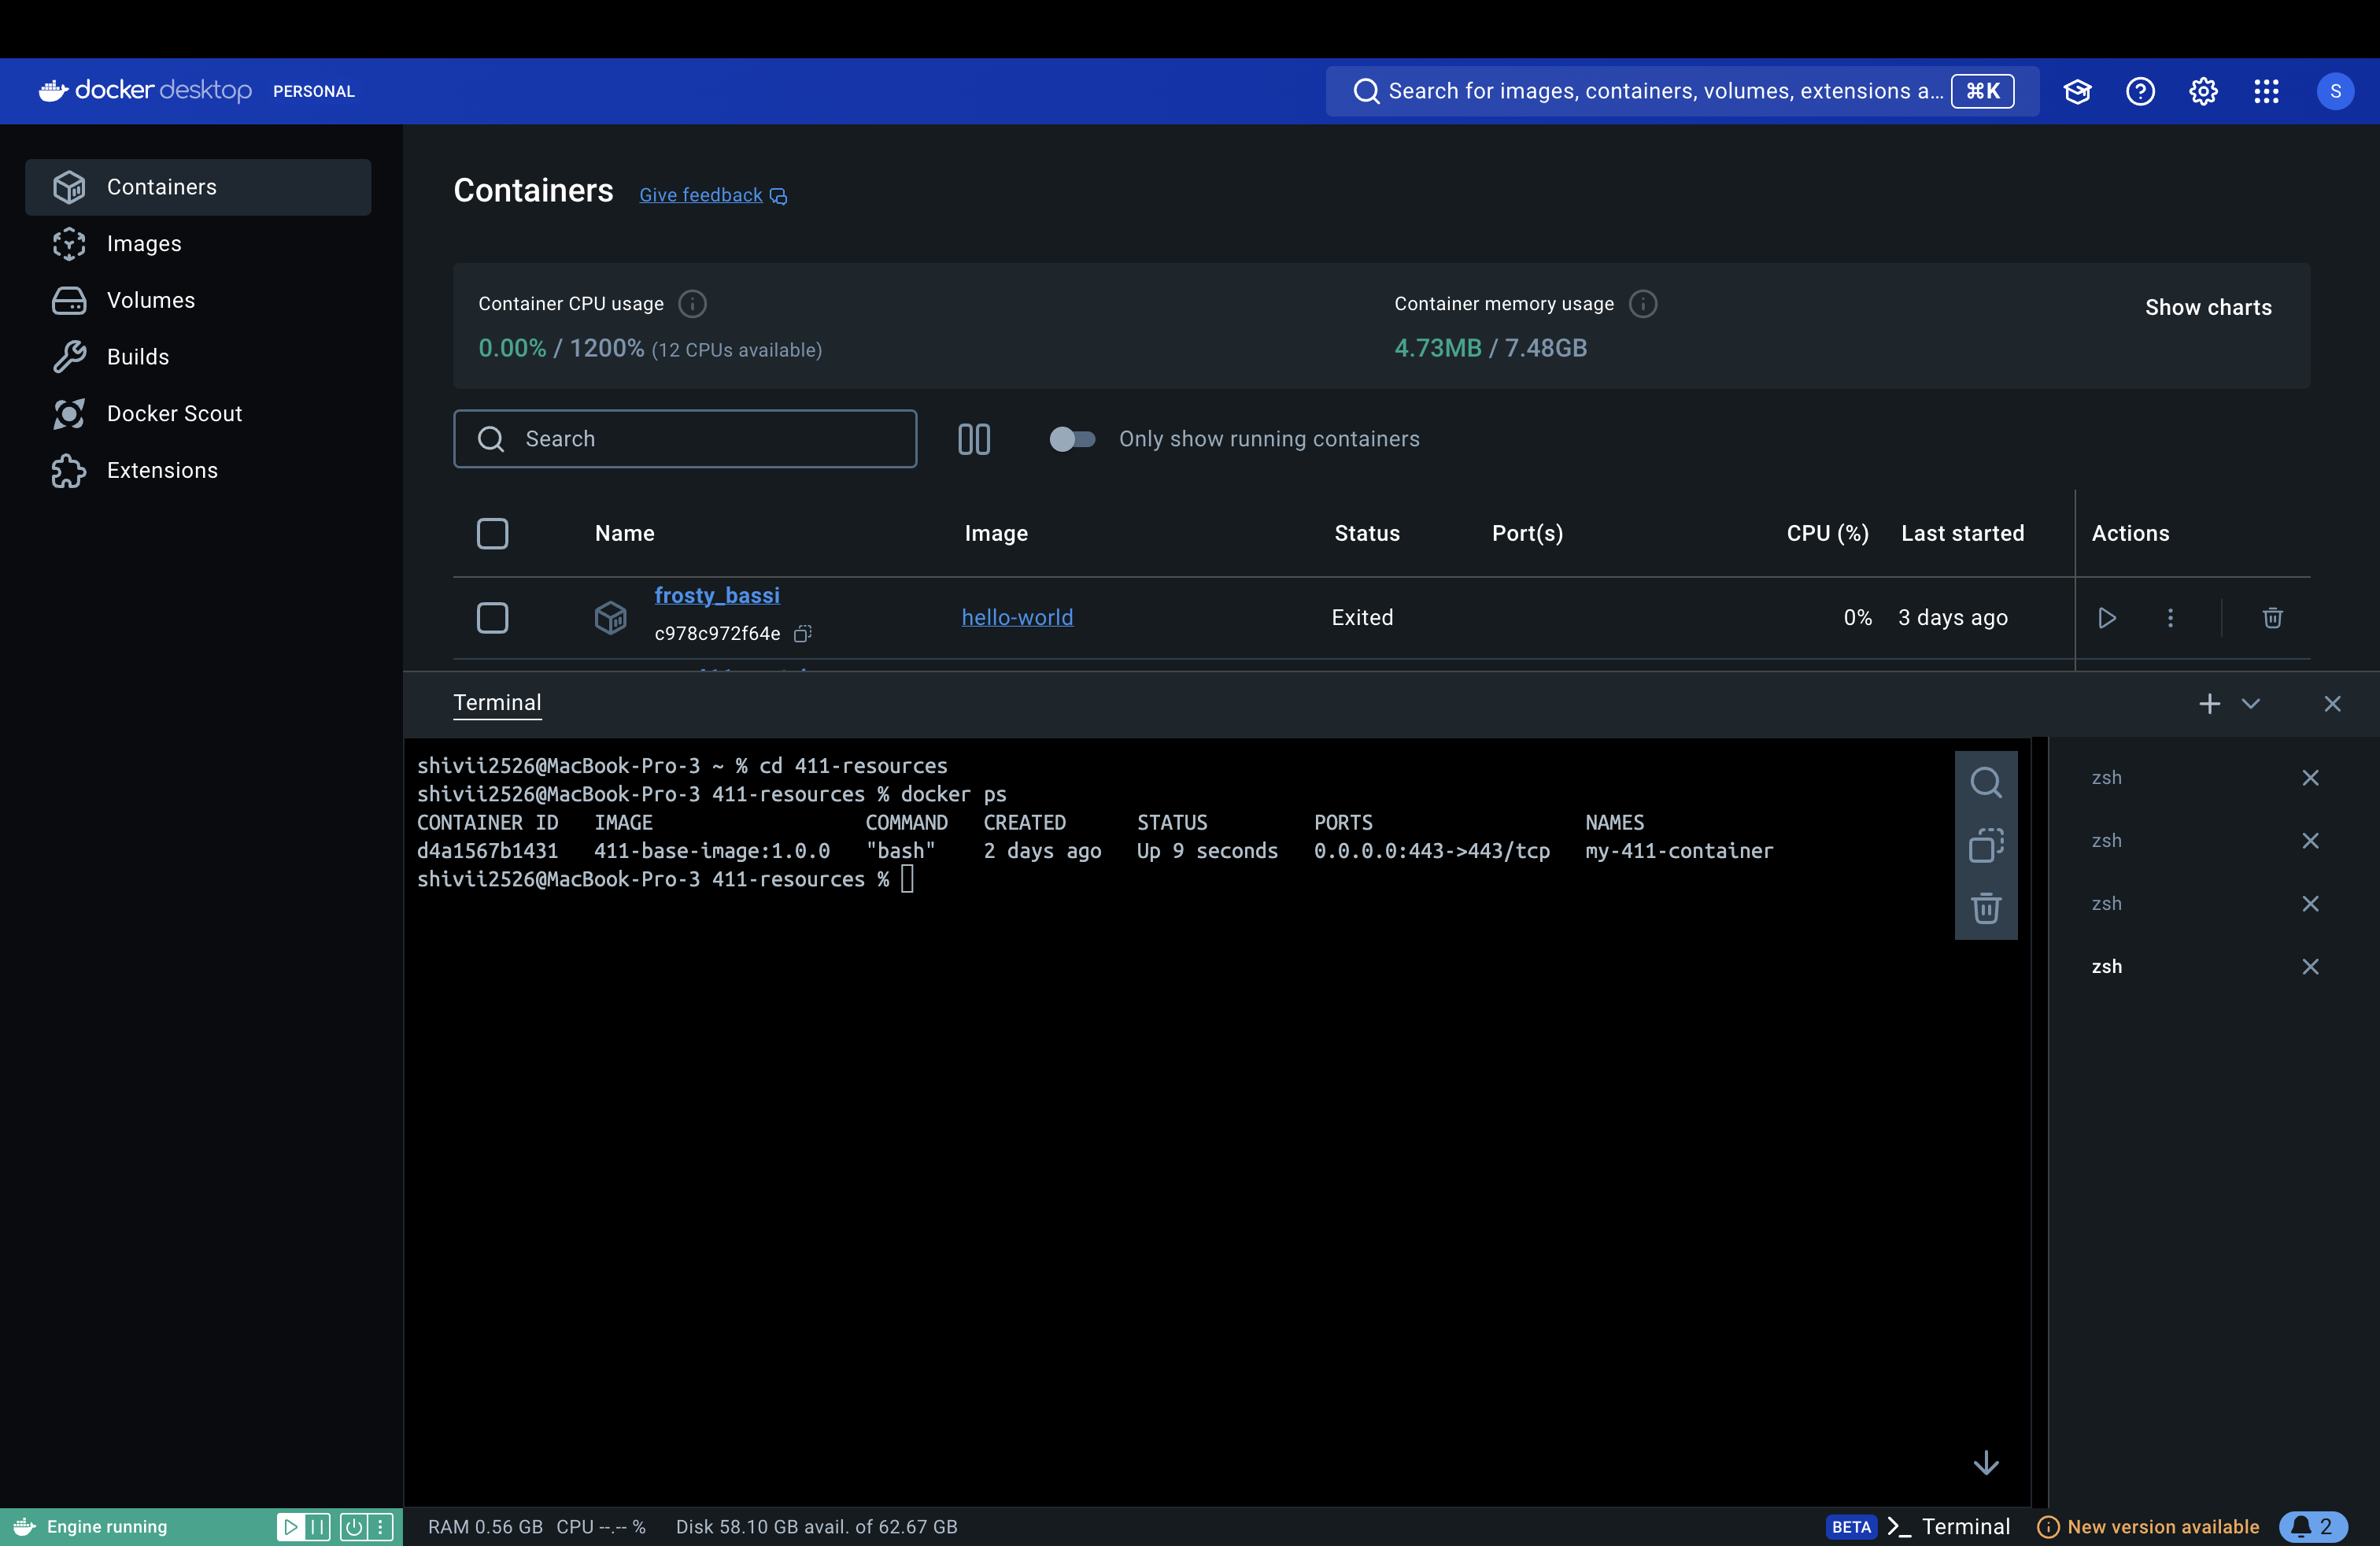 docker desktop PERSONAL
Search for images, containers, volumes, extensions a... ⌘K
S
Containers
Images
Volumes
Builds
Docker Scout
Extensions
Containers Give feedback
Container CPU usage
0.00% / 1200% (12 CPUs available)
Container memory usage
4.73MB / 7.48GB
Show charts
Search
Only show running containers
Name Image Status Port(s) CPU (%) Last started Actions
frosty_bassi
c978c972f64e
hello-world Exited 0% 3 days ago
Terminal
shivii2526@MacBook-Pro-3 ~ % cd 411-resources
shivii2526@MacBook-Pro-3 411-resources % docker ps
CONTAINER ID IMAGE COMMAND CREATED STATUS PORTS NAMES
d4a1567b1431 411-base-image:1.0.0 "bash" 2 days ago Up 9 seconds 0.0.0.0:443->443/tcp my-411-container
shivii2526@MacBook-Pro-3 411-resources %
zsh
zsh
zsh
zsh
Engine running
RAM 0.56 GB CPU --.-- % Disk 58.10 GB avail. of 62.67 GB
BETA >_ Terminal
New version available
2